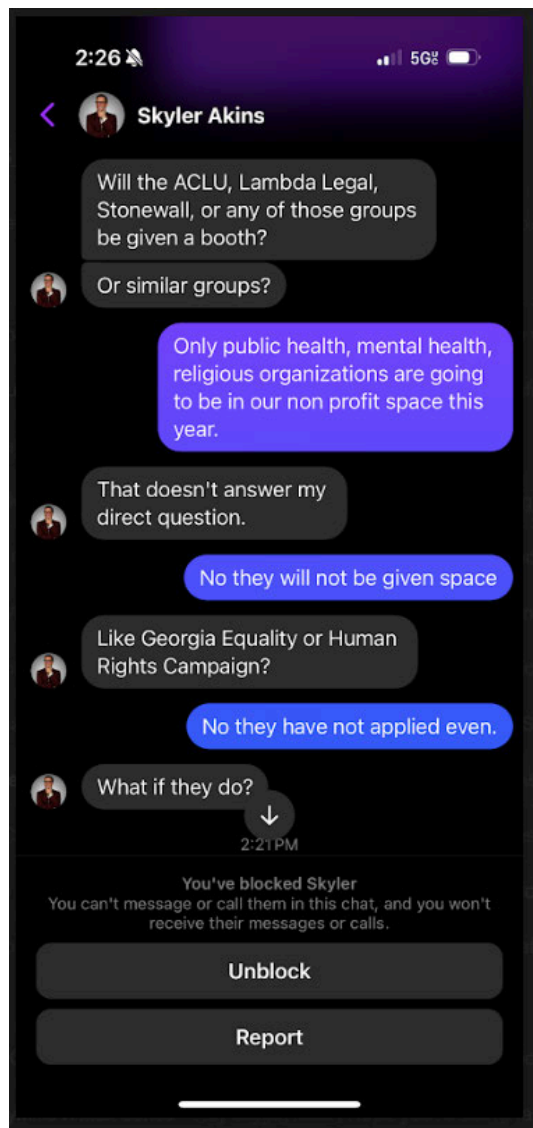 2:26
5G
Skyler Akins
Will the ACLU, Lambda Legal,
Stonewall, or any of those groups
be given a booth?
Or similar groups?
Only public health, mental health,
religious organizations are going
to be in our non profit space this
year.
That doesn't answer my
direct question.
No they will not be given space
Like Georgia Equality or Human
Rights Campaign?
No they have not applied even.
What if they do?
2:21 PM
You've blocked Skyler
You can't message or call them in this chat, and you won't
receive their messages or calls.
Unblock
Report